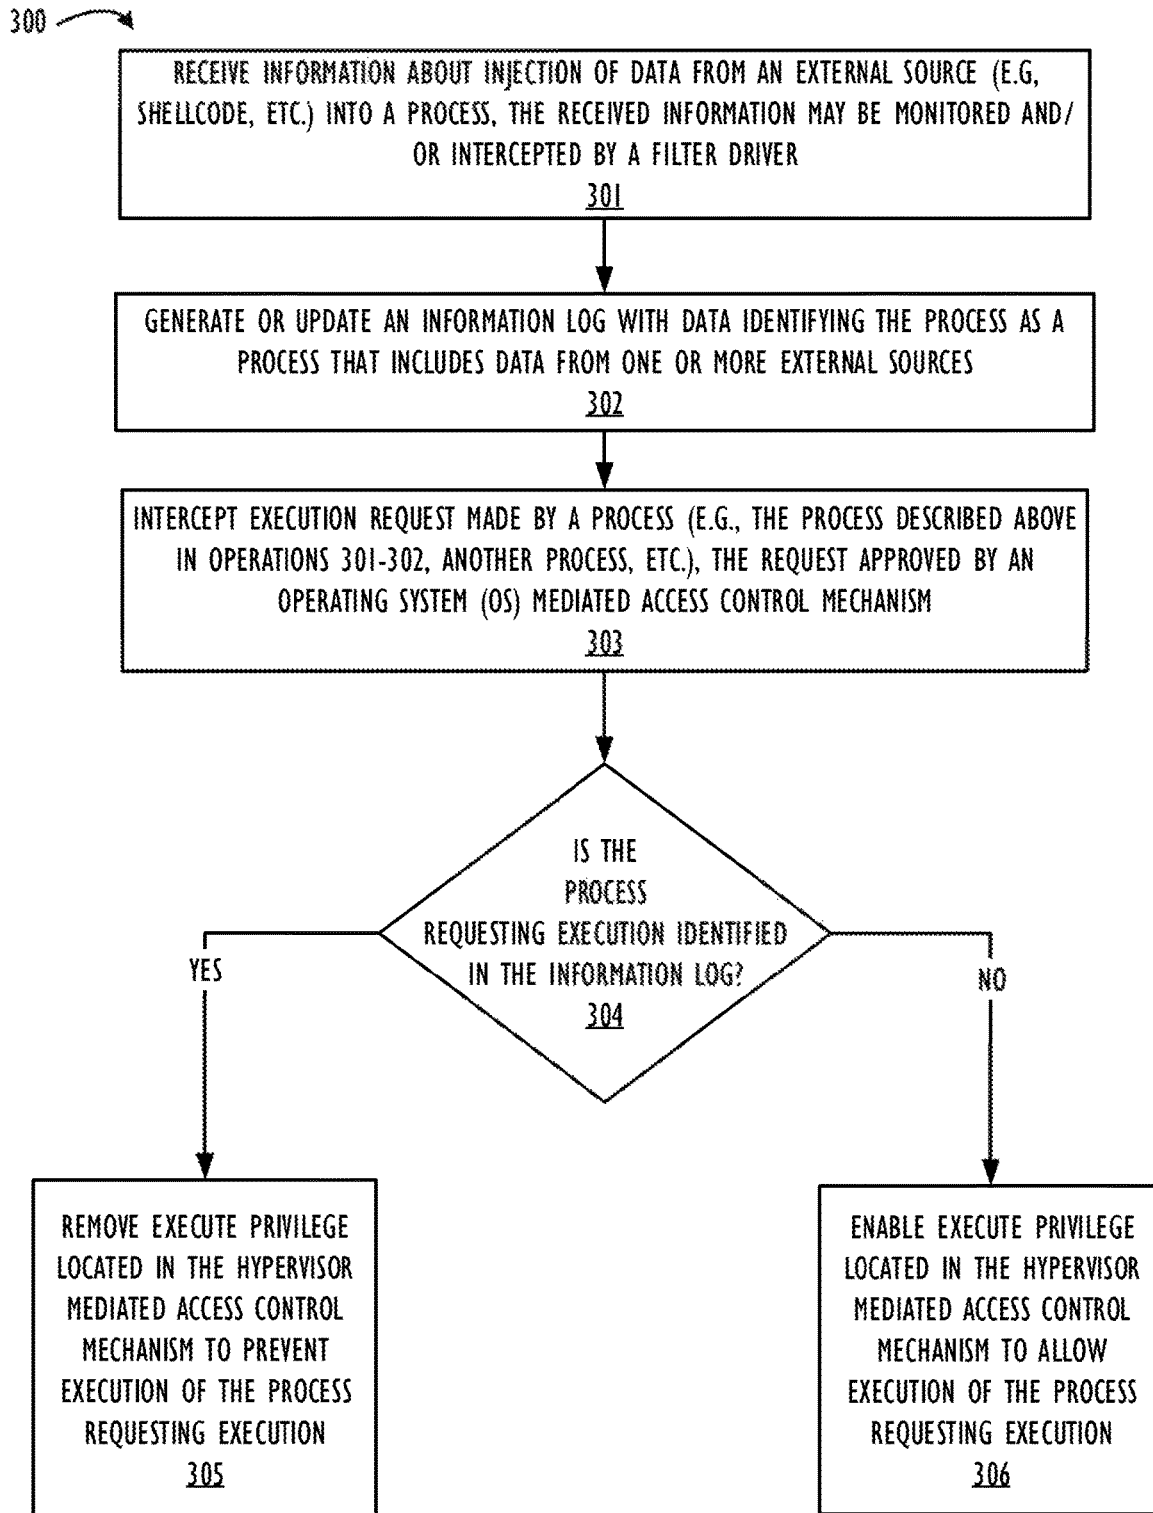 300
RECEIVE INFORMATION ABOUT INJECTION OF DATA FROM AN EXTERNAL SOURCE (E.G,
SHELLCODE, ETC.) INTO A PROCESS, THE RECEIVED INFORMATION MAY BE MONITORED AND/
OR INTERCEPTED BY A FILTER DRIVER
301
GENERATE OR UPDATE AN INFORMATION LOG WITH DATA IDENTIFYING THE PROCESS AS A
PROCESS THAT INCLUDES DATA FROM ONE OR MORE EXTERNAL SOURCES
302
INTERCEPT EXECUTION REQUEST MADE BY A PROCESS (E.G., THE PROCESS DESCRIBED ABOVE
IN OPERATIONS 301-302, ANOTHER PROCESS, ETC.), THE REQUEST APPROVED BY AN
OPERATING SYSTEM (OS) MEDIATED ACCESS CONTROL MECHANISM
303
IS THE
PROCESS
REQUESTING EXECUTION IDENTIFIED
IN THE INFORMATION LOG?
304
YES
NO
REMOVE EXECUTE PRIVILEGE
LOCATED IN THE HYPERVISOR
MEDIATED ACCESS CONTROL
MECHANISM TO PREVENT
EXECUTION OF THE PROCESS
REQUESTING EXECUTION
305
ENABLE EXECUTE PRIVILEGE
LOCATED IN THE HYPERVISOR
MEDIATED ACCESS CONTROL
MECHANISM TO ALLOW
EXECUTION OF THE PROCESS
REQUESTING EXECUTION
306